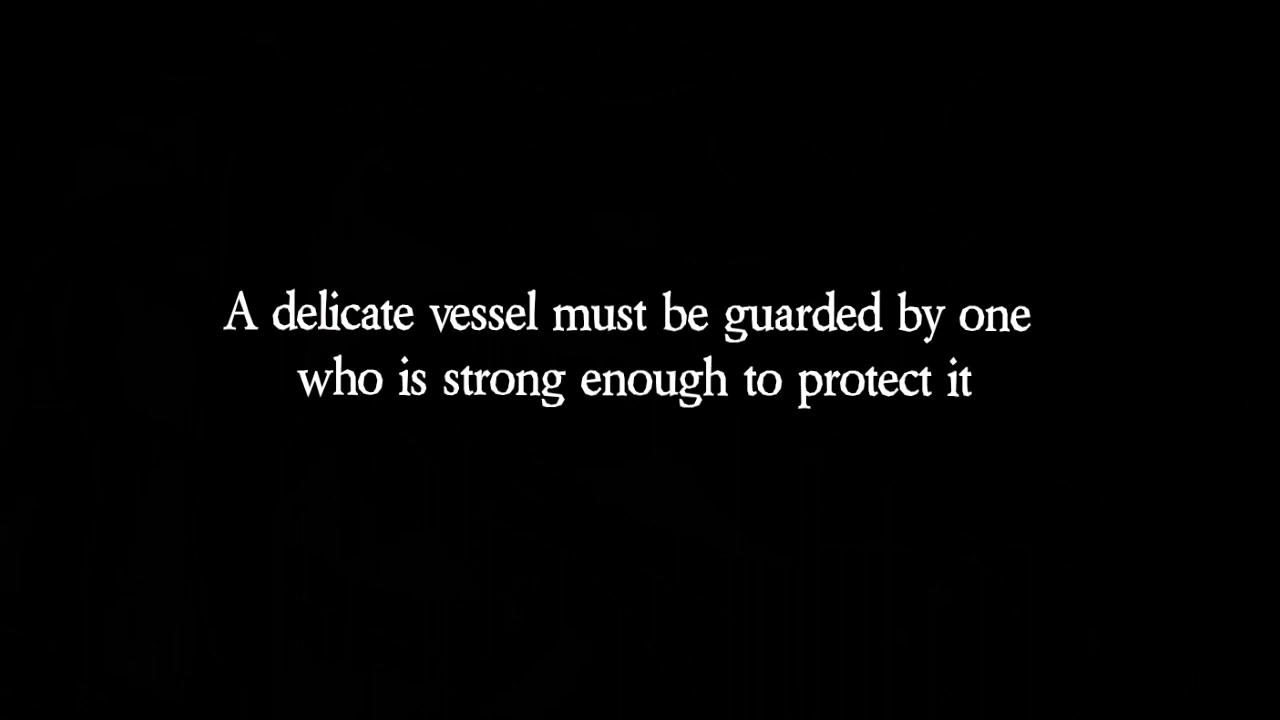 A delicate vessel must be guarded by one
who is strong enough to protect it